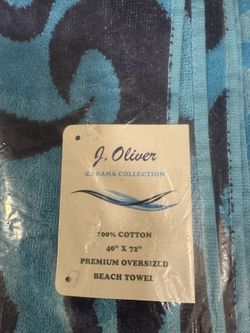 J. Oliver
CABANA COLLECTION
100% COTTON
40" X 72"
PREMIUM OVERSIZED
BEACH TOWEL